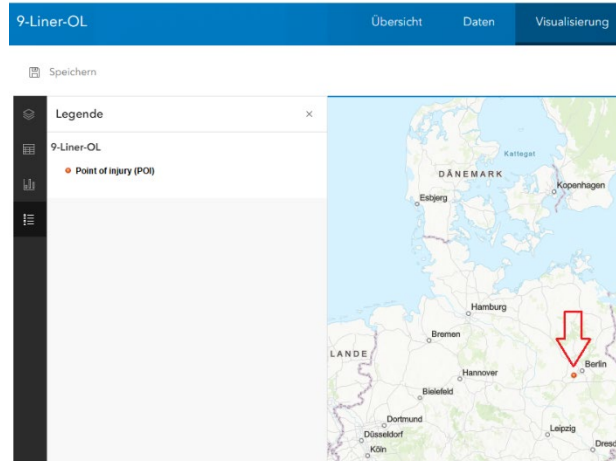 9-Liner-OL
Übersicht Daten Visualisierung
Speichern
Legende
9-Liner-OL
Point of injury (POI)
Kattegat
DÄNEMARK
Kopenhagen
Esbjerg
Hamburg
Bremen
LANDE
Berlin
Hannover
Bielefeld
Dortmund
Leipzig
Düsseldorf
Dresd
Köln